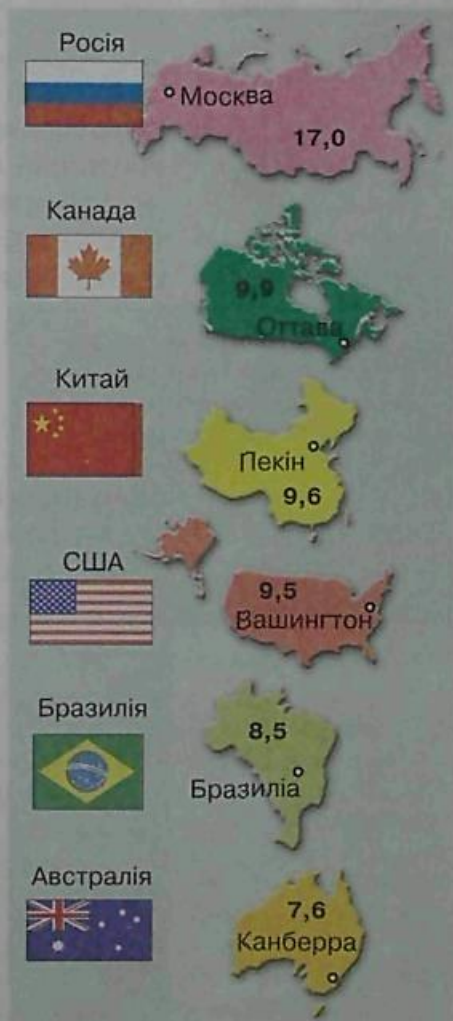 Росія
Москва
17,0
Канада
9,9
Оттава
Китай
Пекін
9,6
США
9,5
Вашингтон
Бразилія
8,5
Бразиліа
Австралія
7,6
Канберра